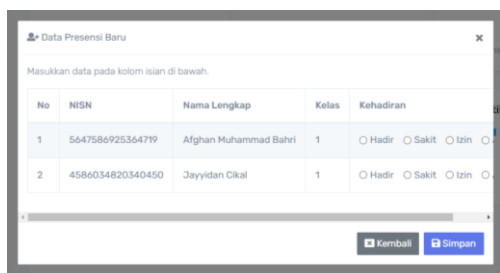 Data Presensi Baru
Masukkan data pada kolom isian di bawah.
No NISN Nama Lengkap Kelas Kehadiran
1 5647586925364719 Afghan Muhammad Bahri 1 Hadir Sakit Izin
2 4586034820340450 Jayyidan Cikal 1 Hadir Sakit Izin
Kembali Simpan